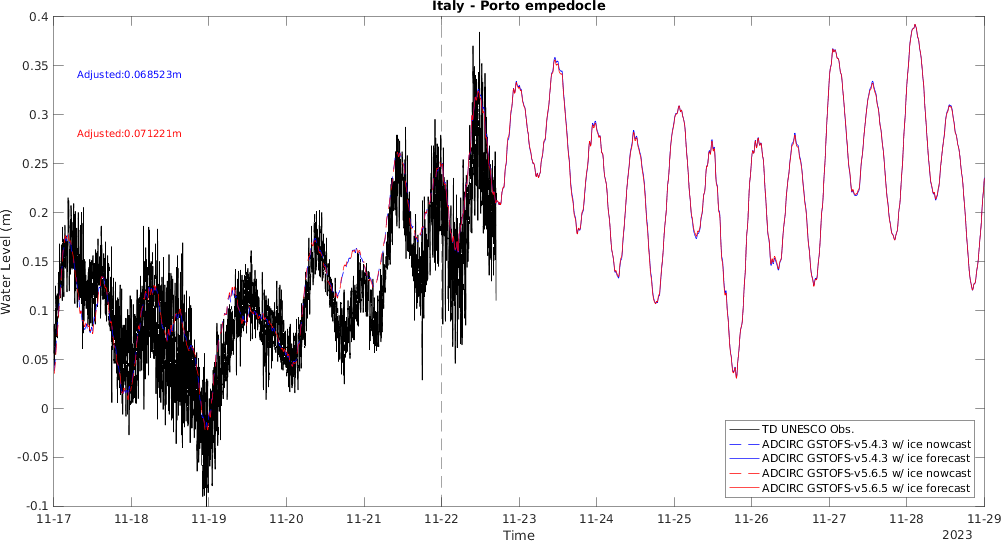 Italy - Porto empedocle
0.4
0.35
0.3
0.25
0.2
0.15
0.1
0.05
0
-0.05
-0.1
Water Level (m)
Adjusted:0.068523m
Adjusted:0.071221m
TD UNESCO Obs.
ADCIRC GSTOFS-v5.4.3 w/ ice nowcast
ADCIRC GSTOFS-v5.4.3 w/ ice forecast
ADCIRC GSTOFS-v5.6.5 w/ ice nowcast
ADCIRC GSTOFS-v5.6.5 w/ ice forecast
11-17 11-18 11-19 11-20 11-21 11-22 11-23 11-24 11-25 11-26 11-27 11-28 11-29
Time
2023